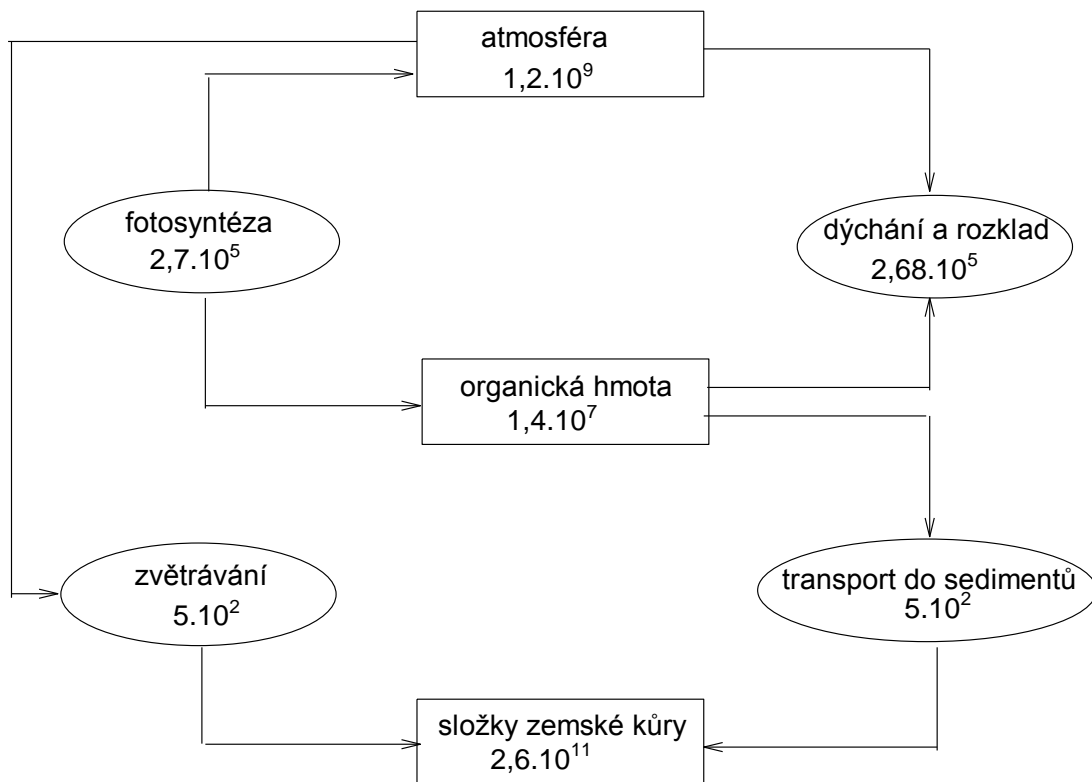 atmosféra
1,2.10⁹
fotosyntéza
2,7.10⁵
dýchání a rozklad
2,68.10⁵
organická hmota
1,4.10⁷
zvětrávání
5.10²
transport do sedimentů
5.10²
složky zemské kůry
2,6.10¹¹